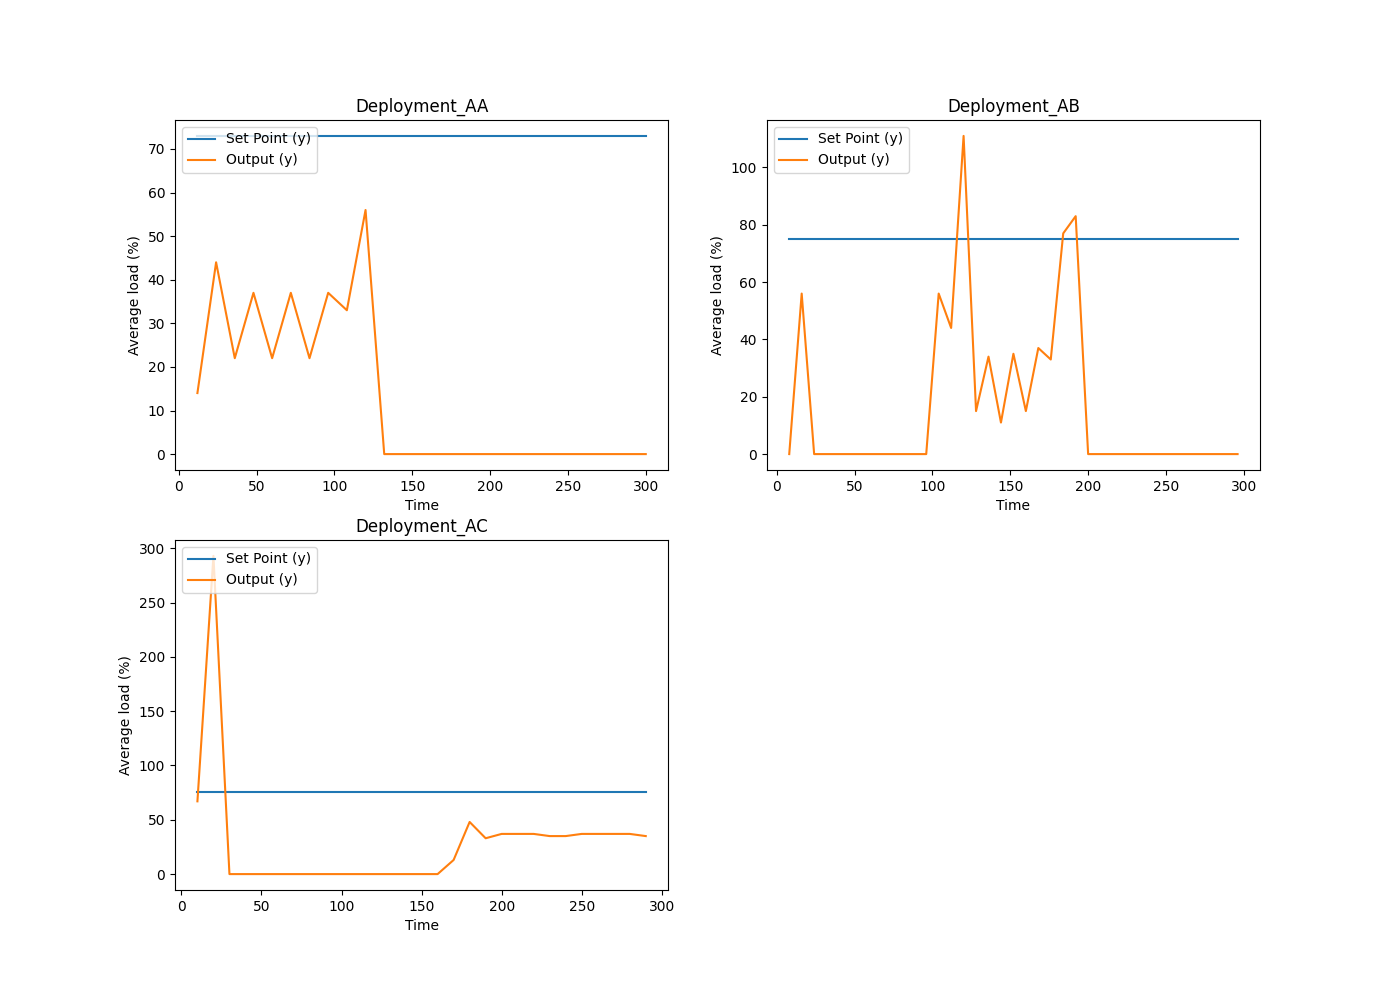 Deployment_AA
Set Point (y)
Output (y)
70
60
50
40
30
20
10
0
Average load (%)
0 50 100 150 200 250 300
Time
Deployment_AB
Set Point (y)
Output (y)
100
80
60
40
20
0
Average load (%)
0 50 100 150 200 250 300
Time
Deployment_AC
Set Point (y)
Output (y)
300
250
200
150
100
50
0
Average load (%)
0 50 100 150 200 250 300
Time